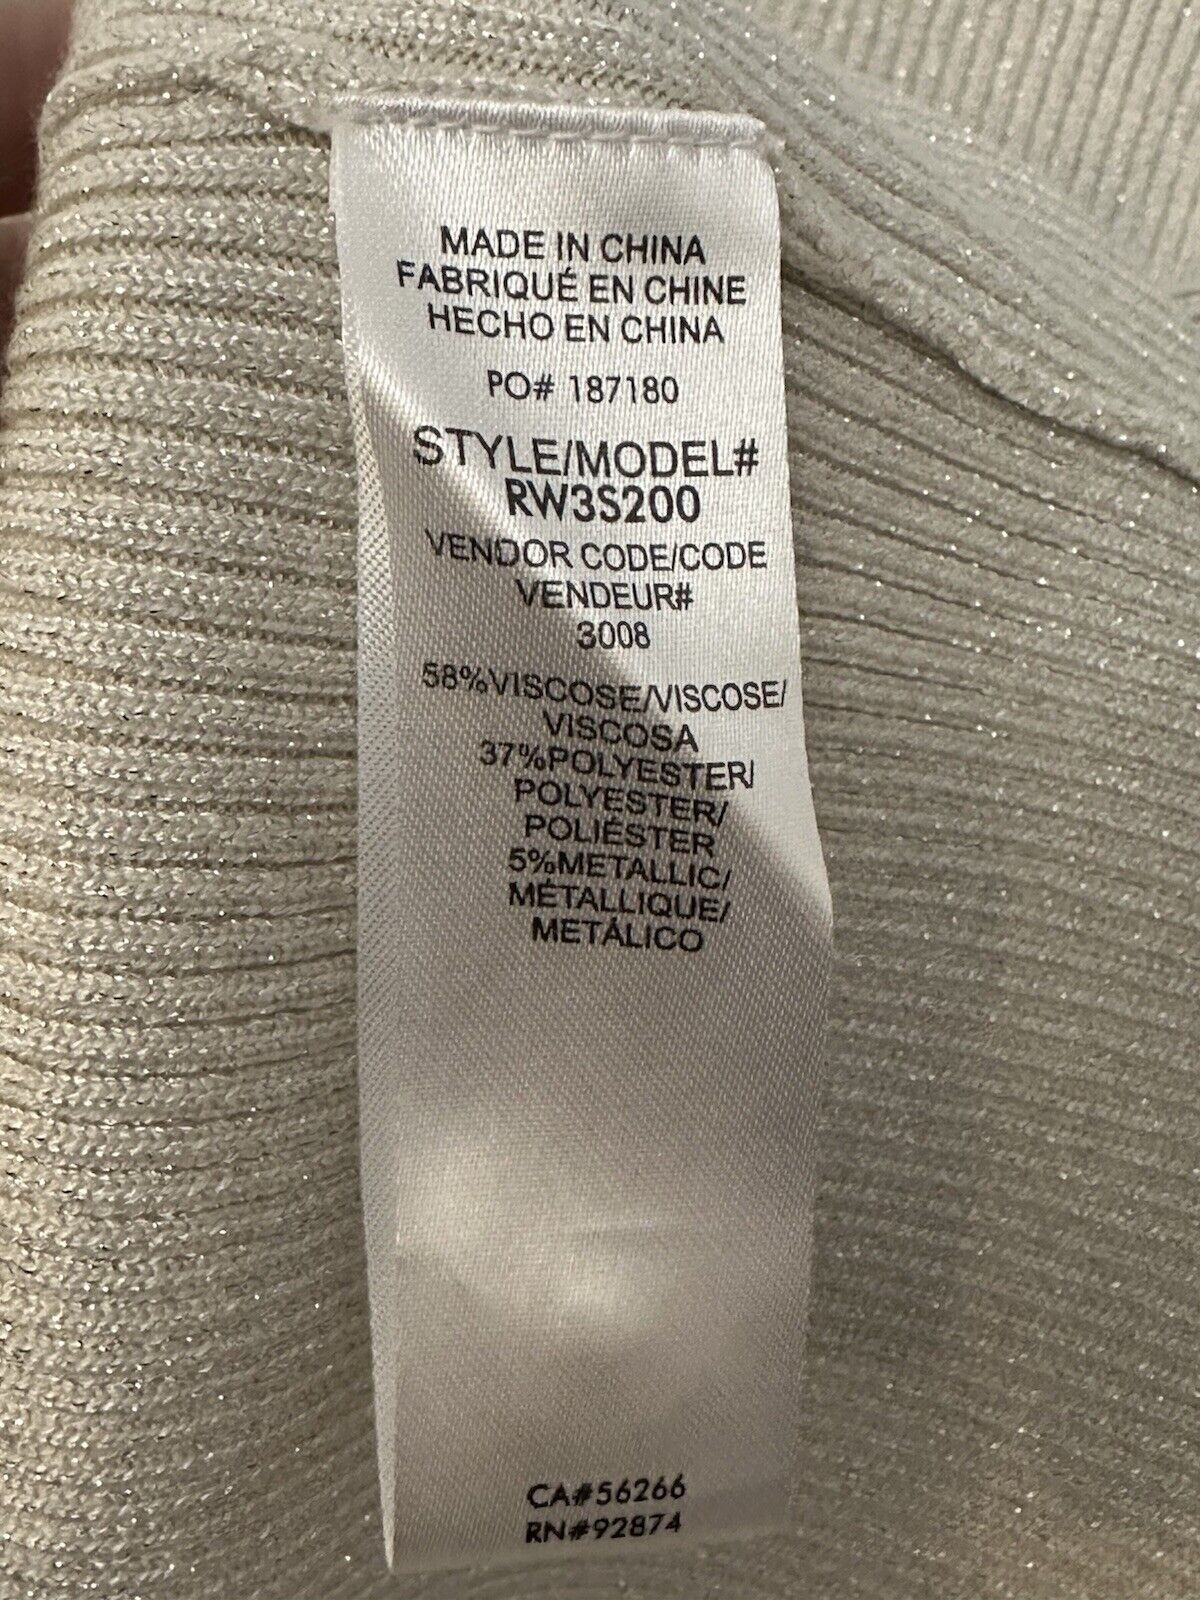 MADE IN CHINA
FABRIQUÉ EN CHINE
HECHO EN CHINA
PO# 187180
STYLE/MODEL#
RW3S200
VENDOR CODE/CODE
VENDEUR#
3008
58%VISCOSE/VISCOSE/
VISCOSA
37%POLYESTER/
POLYESTER/
POLIÉSTER
5%METALLIC/
MÉTALLIQUE/
METÁLICO
CA#56266
RN#92874